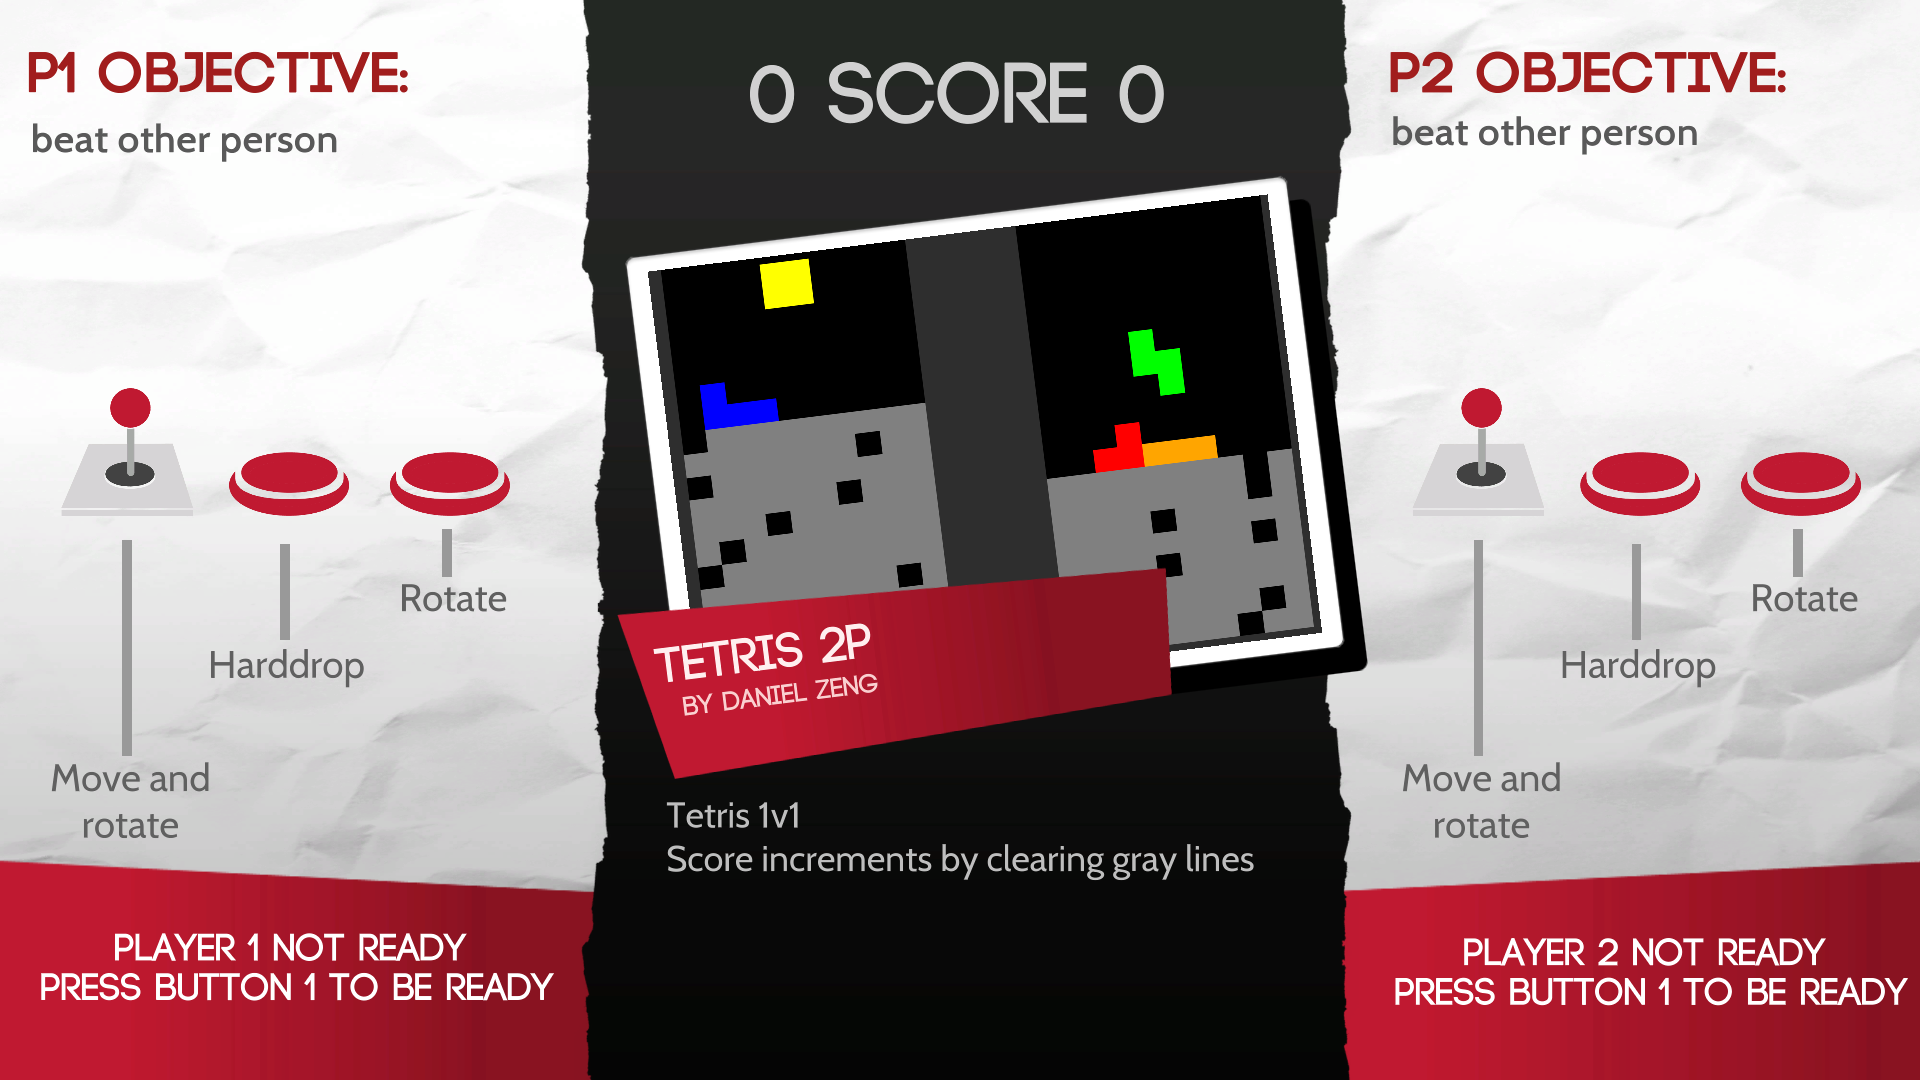 P1 OBJECTIVE:
beat other person
Rotate
Harddrop
Move and
rotate
PLAYER 1 NOT READY
PRESS BUTTON 1 TO BE READY
0 SCORE 0
TETRIS 2P
BY DANIEL ZENG
Tetris 1v1
Score increments by clearing gray lines
P2 OBJECTIVE:
beat other person
Rotate
Harddrop
Move and
rotate
PLAYER 2 NOT READY
PRESS BUTTON 1 TO BE READY